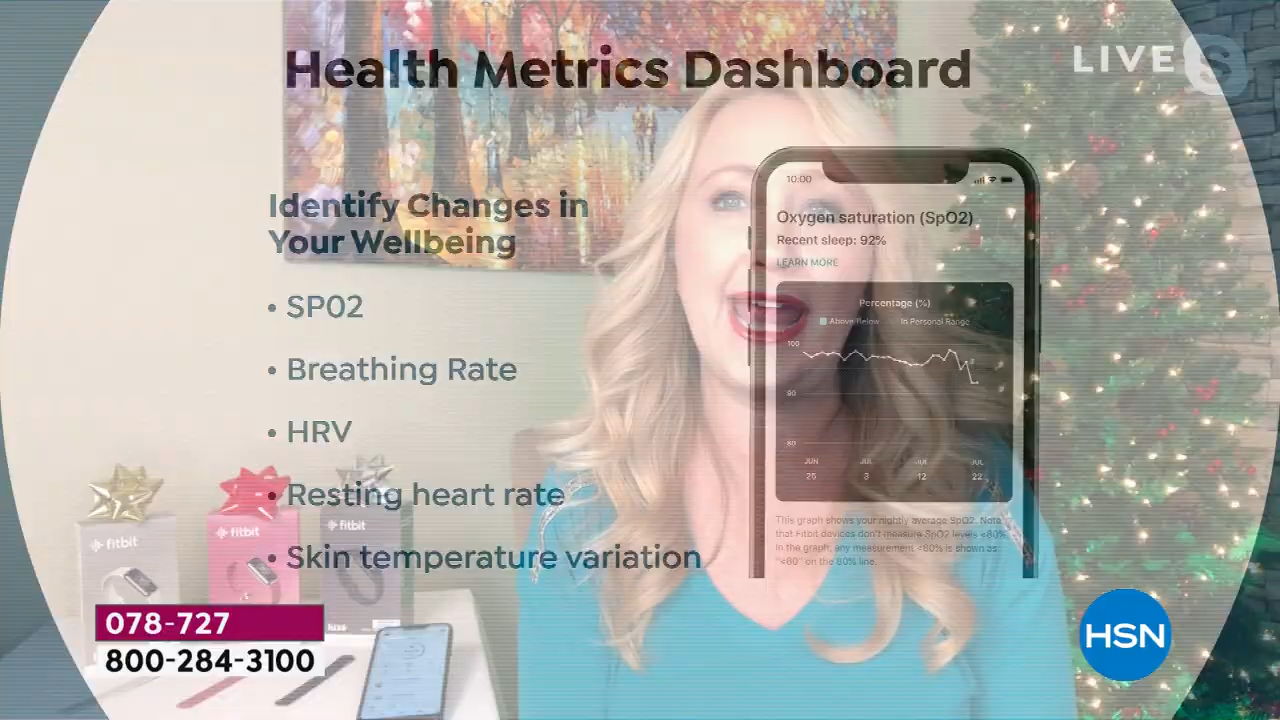 Health Metrics Dashboard
LIVE S
Identify Changes in
Your Wellbeing
• SP02
• Breathing Rate
• HRV
• Resting heart rate
• Skin temperature variation
10:00
Oxygen saturation (SpO2)
Recent sleep: 92%
LEARN MORE
Percentage (%)
Above Below In Personal Range
100
90
80
JUN JUL JUL JUL
25 3 12 22
This graph shows your nightly average SpO2. Note
that Fitbit devices don't measure SpO2 levels <80%.
In the graph, any measurement <80% is shown as
"<80" on the 80% line.
fitbit
fitbit
fitbit
luxe
078-727
800-284-3100
HSN